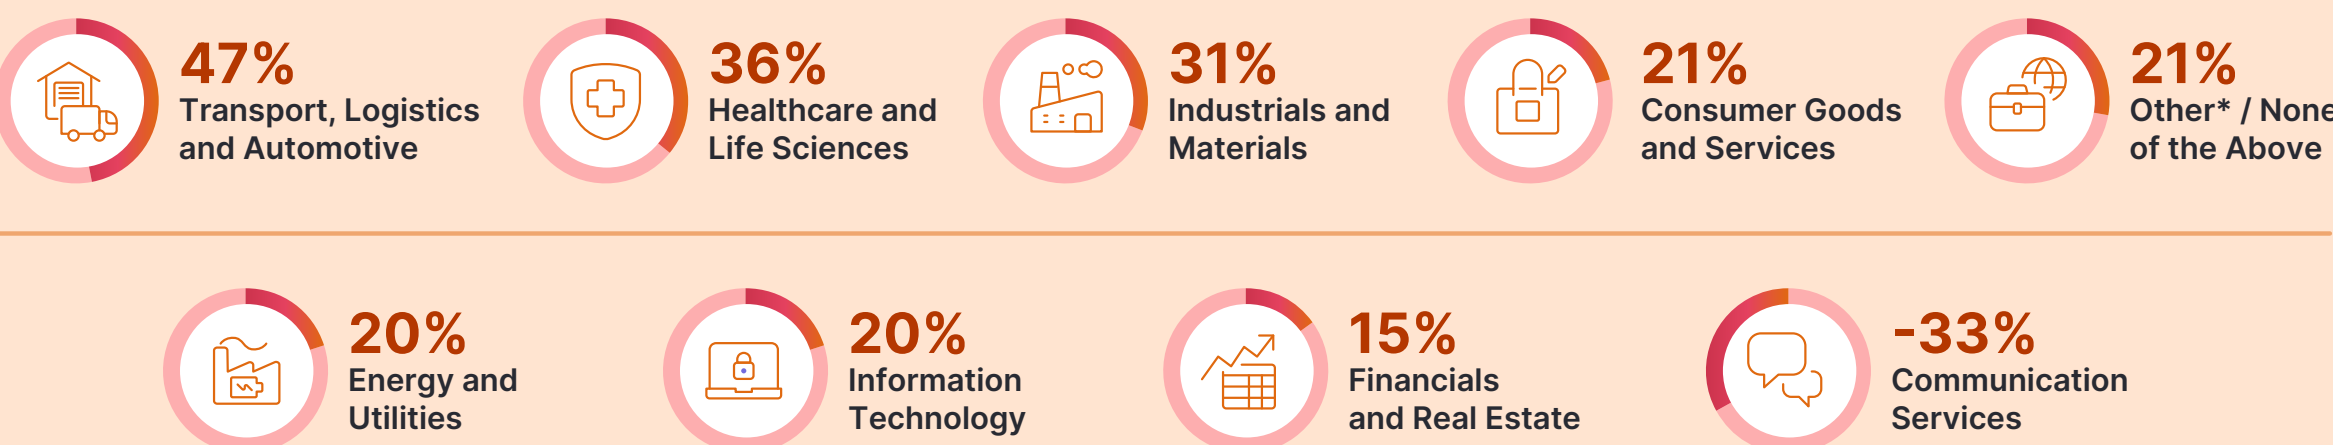 47%
Transport, Logistics
and Automotive
36%
Healthcare and
Life Sciences
31%
Industrials and
Materials
21%
Consumer Goods
and Services
21%
Other* / None
of the Above
20%
Energy and
Utilities
20%
Information
Technology
15%
Financials
and Real Estate
-33%
Communication
Services